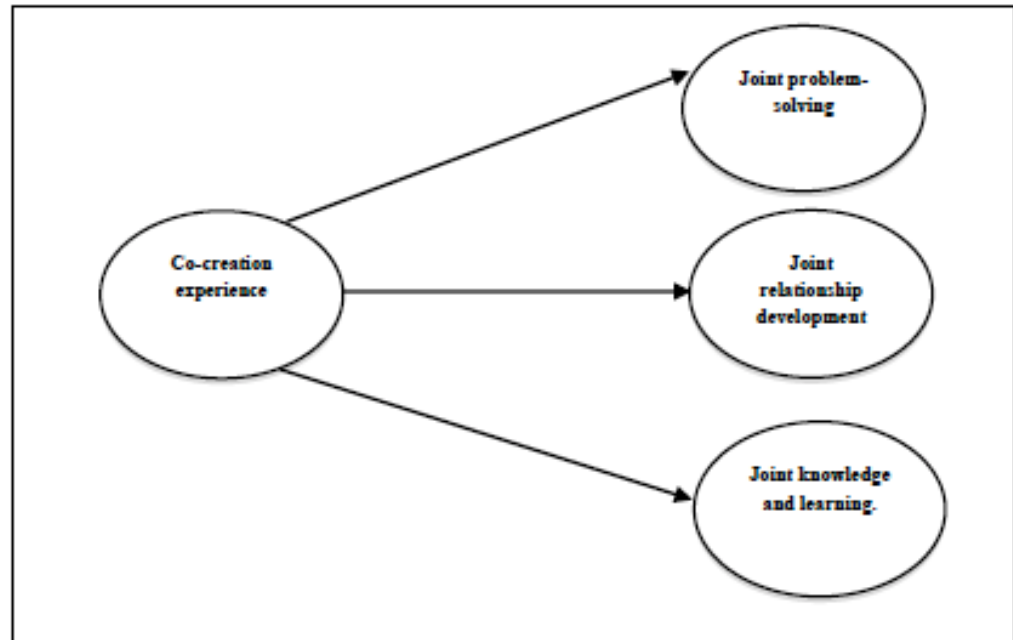 Joint problem-
solving
Co-creation
experience
Joint
relationship
development
Joint knowledge
and learning.